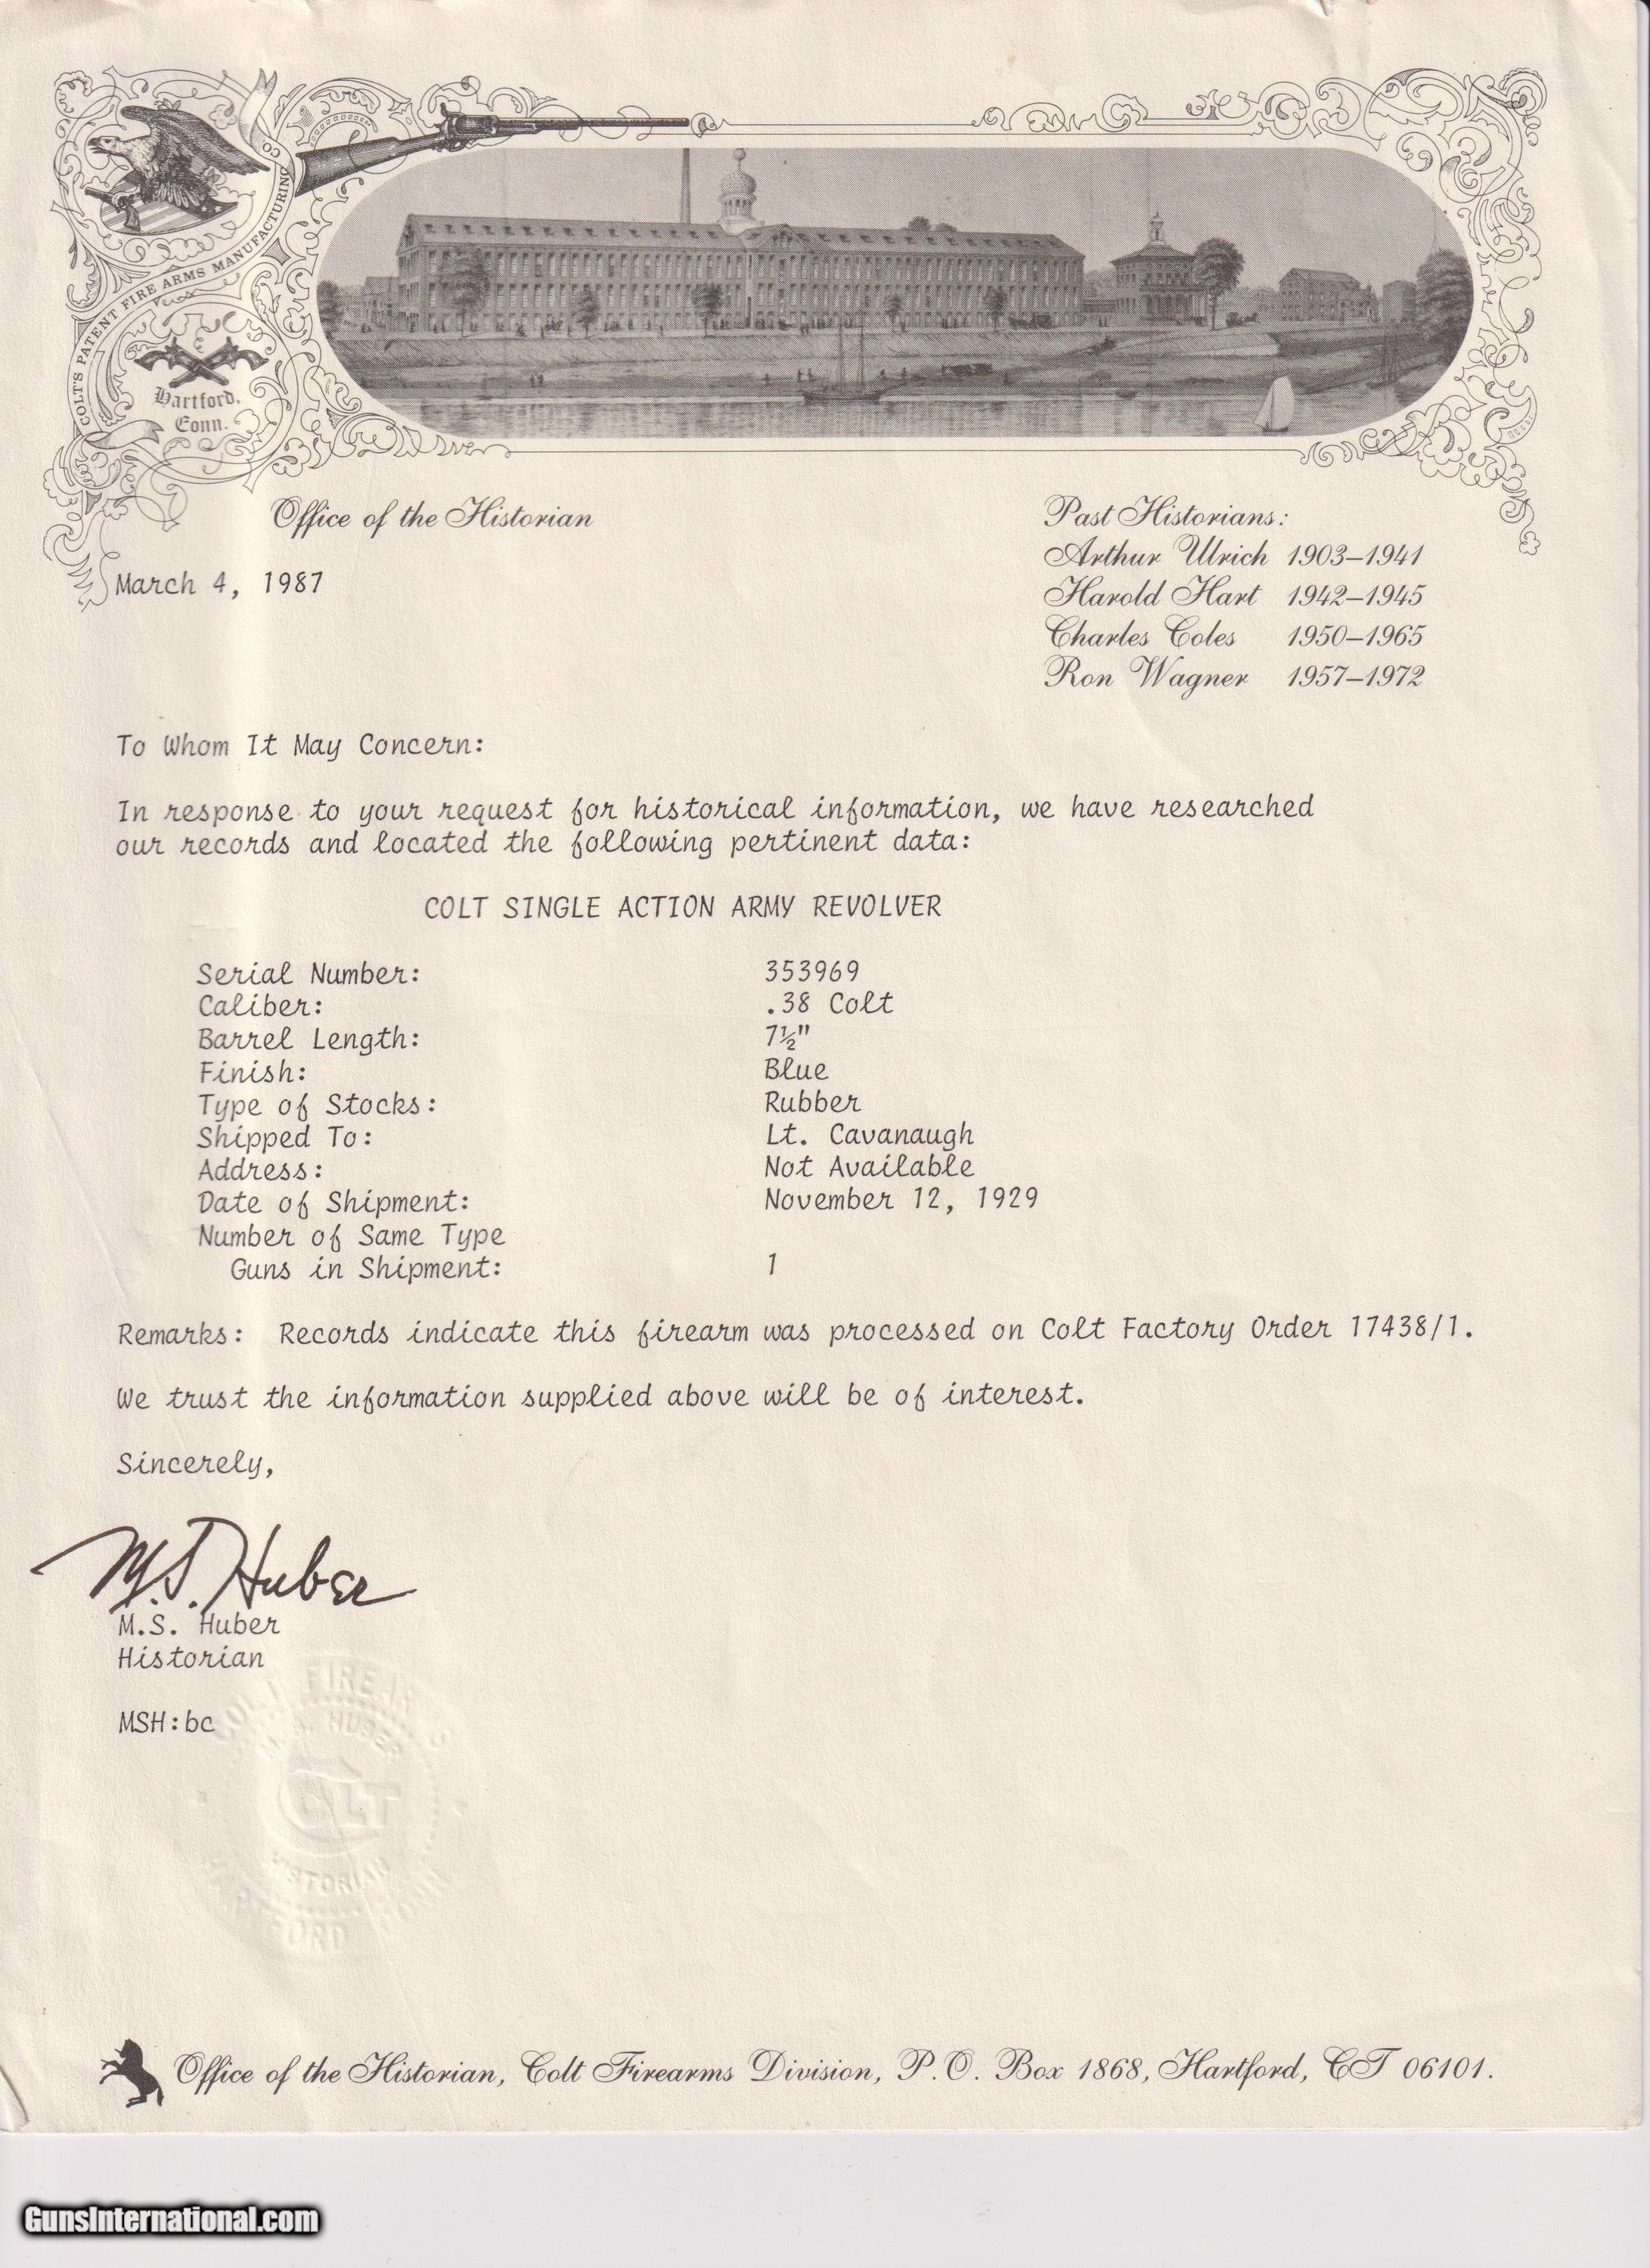 COLT'S PATENT FIRE ARMS MANUFACTURING CO
Hartford,
Conn.
Office of the Historian
Past Historians:
Arthur Ulrich 1903–1941
Harold Hart 1942–1945
Charles Coles 1950–1965
Ron Wagner 1957–1972
March 4, 1987
To Whom It May Concern:
In response to your request for historical information, we have researched
our records and located the following pertinent data:
COLT SINGLE ACTION ARMY REVOLVER
Serial Number: 353969
Caliber: .38 Colt
Barrel Length: 7½"
Finish: Blue
Type of Stocks: Rubber
Shipped To: Lt. Cavanaugh
Address: Not Available
Date of Shipment: November 12, 1929
Number of Same Type
Guns in Shipment: 1
Remarks: Records indicate this firearm was processed on Colt Factory Order 17438/1.
We trust the information supplied above will be of interest.
Sincerely,
M.S. Huber
M.S. Huber
Historian
MSH:bc
HUBER
COLT
Office of the Historian, Colt Firearms Division, P.O. Box 1868, Hartford, CT 06101.
GunsInternational.com